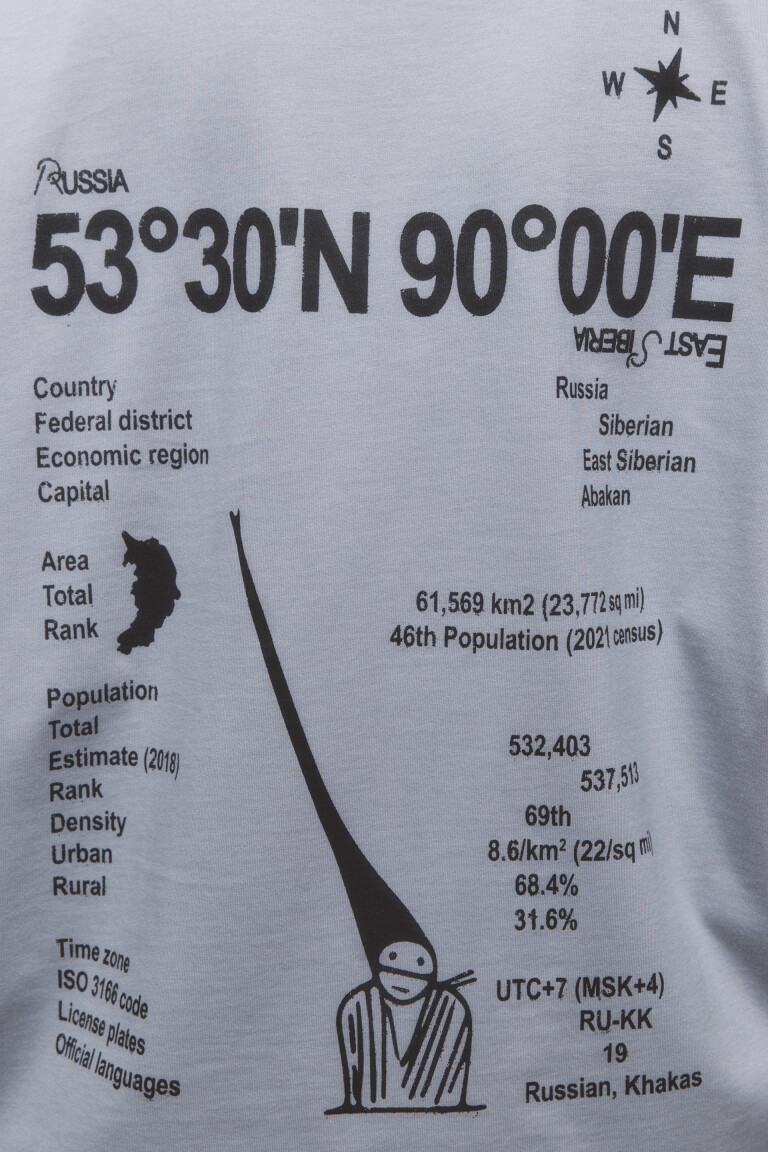 N
W E
S
RUSSIA
53°30'N 90°00'E
EAST SIBERIA
Country Russia
Federal district Siberian
Economic region East Siberian
Capital Abakan
Area
Total 61,569 km2 (23,772 sq mi)
Rank 46th Population (2021 census)
Population
Total 532,403
Estimate (2018) 537,513
Rank 69th
Density 8.6/km² (22/sq mi)
Urban 68.4%
Rural 31.6%
Time zone UTC+7 (MSK+4)
ISO 3166 code RU-KK
License plates 19
Official languages Russian, Khakas